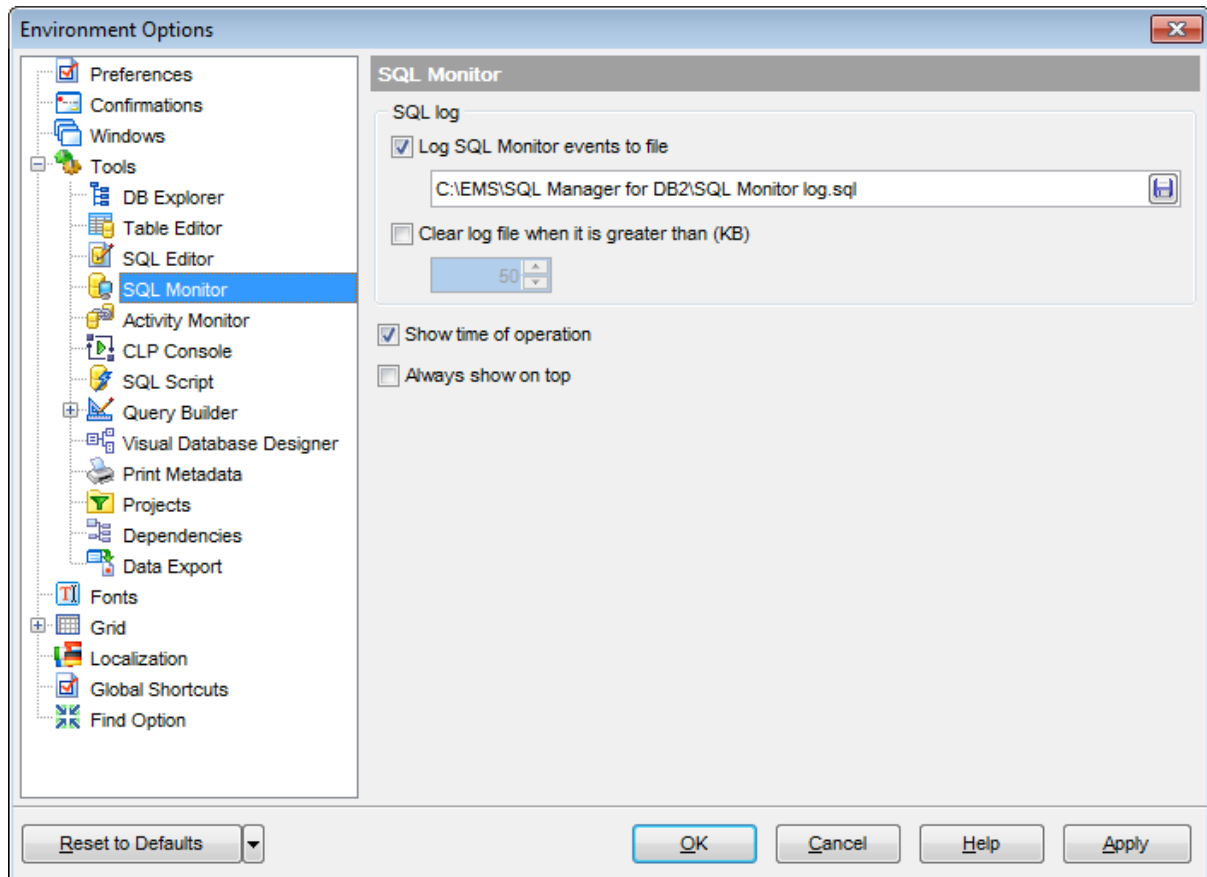 Environment Options
Preferences
Confirmations
Windows
Tools
DB Explorer
Table Editor
SQL Editor
SQL Monitor
Activity Monitor
CLP Console
SQL Script
Query Builder
Visual Database Designer
Print Metadata
Projects
Dependencies
Data Export
Fonts
Grid
Localization
Global Shortcuts
Find Option
SQL Monitor
SQL log
Log SQL Monitor events to file
C:\EMS\SQL Manager for DB2\SQL Monitor log.sql
Clear log file when it is greater than (KB)
50
Show time of operation
Always show on top
Reset to Defaults
OK
Cancel
Help
Apply